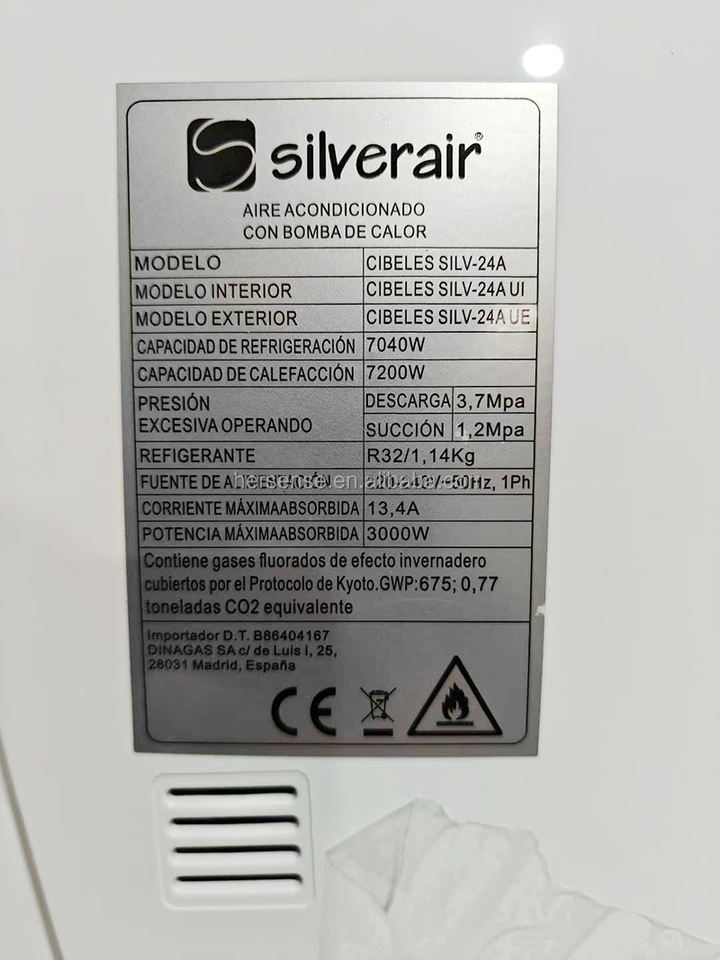 silverair®
AIRE ACONDICIONADO
CON BOMBA DE CALOR
MODELO CIBELES SILV-24A
MODELO INTERIOR CIBELES SILV-24A UI
MODELO EXTERIOR CIBELES SILV-24A UE
CAPACIDAD DE REFRIGERACIÓN 7040W
CAPACIDAD DE CALEFACCIÓN 7200W
PRESIÓN DESCARGA 3,7Mpa
EXCESIVA OPERANDO SUCCIÓN 1,2Mpa
REFIGERANTE R32/1,14Kg
FUENTE DE 1Ph
CORRIENTE MÁXIMAABSORBIDA 13,4A
POTENCIA MÁXIMAABSORBIDA 3000W
Contiene gases fluorados de efecto invernadero
cubiertos por el Protocolo de Kyoto.GWP:675; 0,77
toneladas CO2 equivalente
Importador D.T. B86404167
DINAGAS SA c/ de Luis I, 25,
28031 Madrid, España
CE